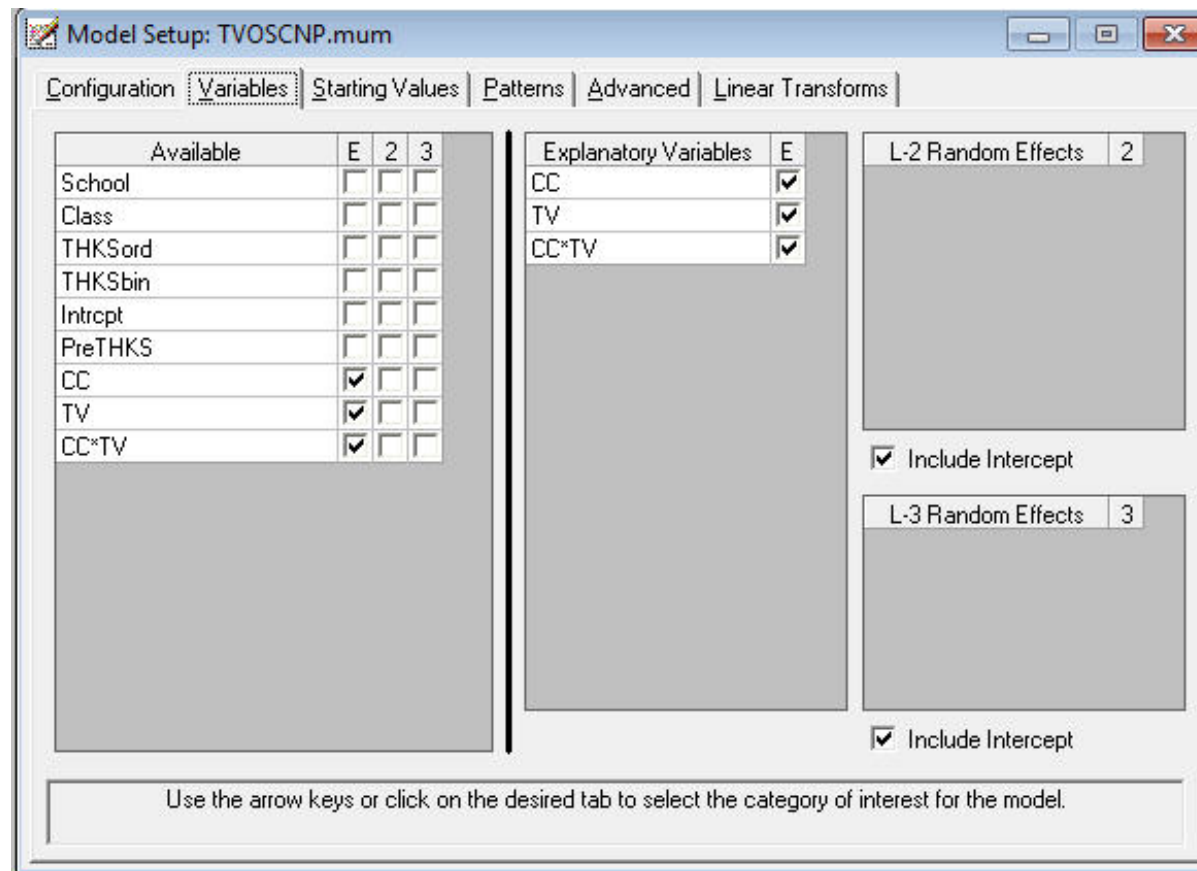 Model Setup: TVOSCNP.mum
Configuration Variables Starting Values Patterns Advanced Linear Transforms
Available E 2 3
School
Class
THKSord
THKSbin
Intrcpt
PreTHKS
CC
TV
CC*TV
Explanatory Variables E
CC
TV
CC*TV
L-2 Random Effects 2
Include Intercept
L-3 Random Effects 3
Include Intercept
Use the arrow keys or click on the desired tab to select the category of interest for the model.